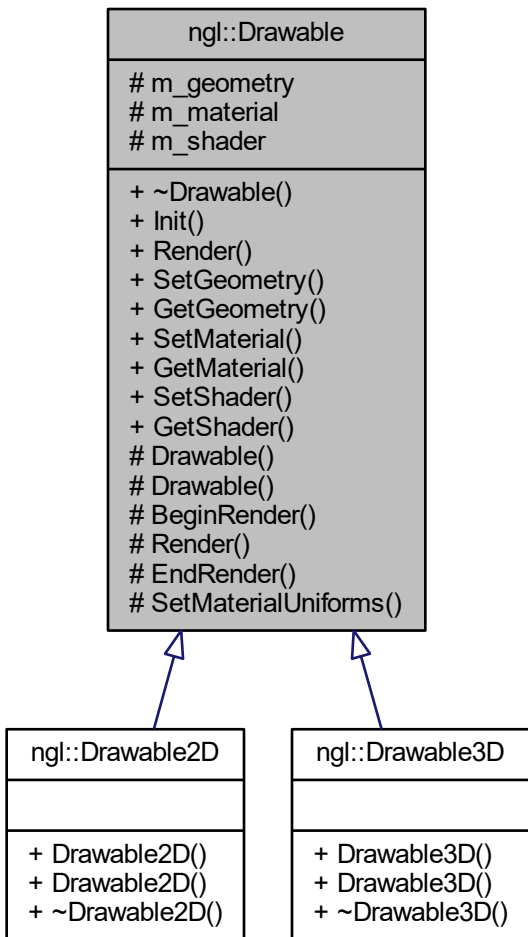 ngl::Drawable
# m_geometry
# m_material
# m_shader
+ ~Drawable()
+ Init()
+ Render()
+ SetGeometry()
+ GetGeometry()
+ SetMaterial()
+ GetMaterial()
+ SetShader()
+ GetShader()
# Drawable()
# Drawable()
# BeginRender()
# Render()
# EndRender()
# SetMaterialUniforms()
ngl::Drawable2D
+ Drawable2D()
+ Drawable2D()
+ ~Drawable2D()
ngl::Drawable3D
+ Drawable3D()
+ Drawable3D()
+ ~Drawable3D()